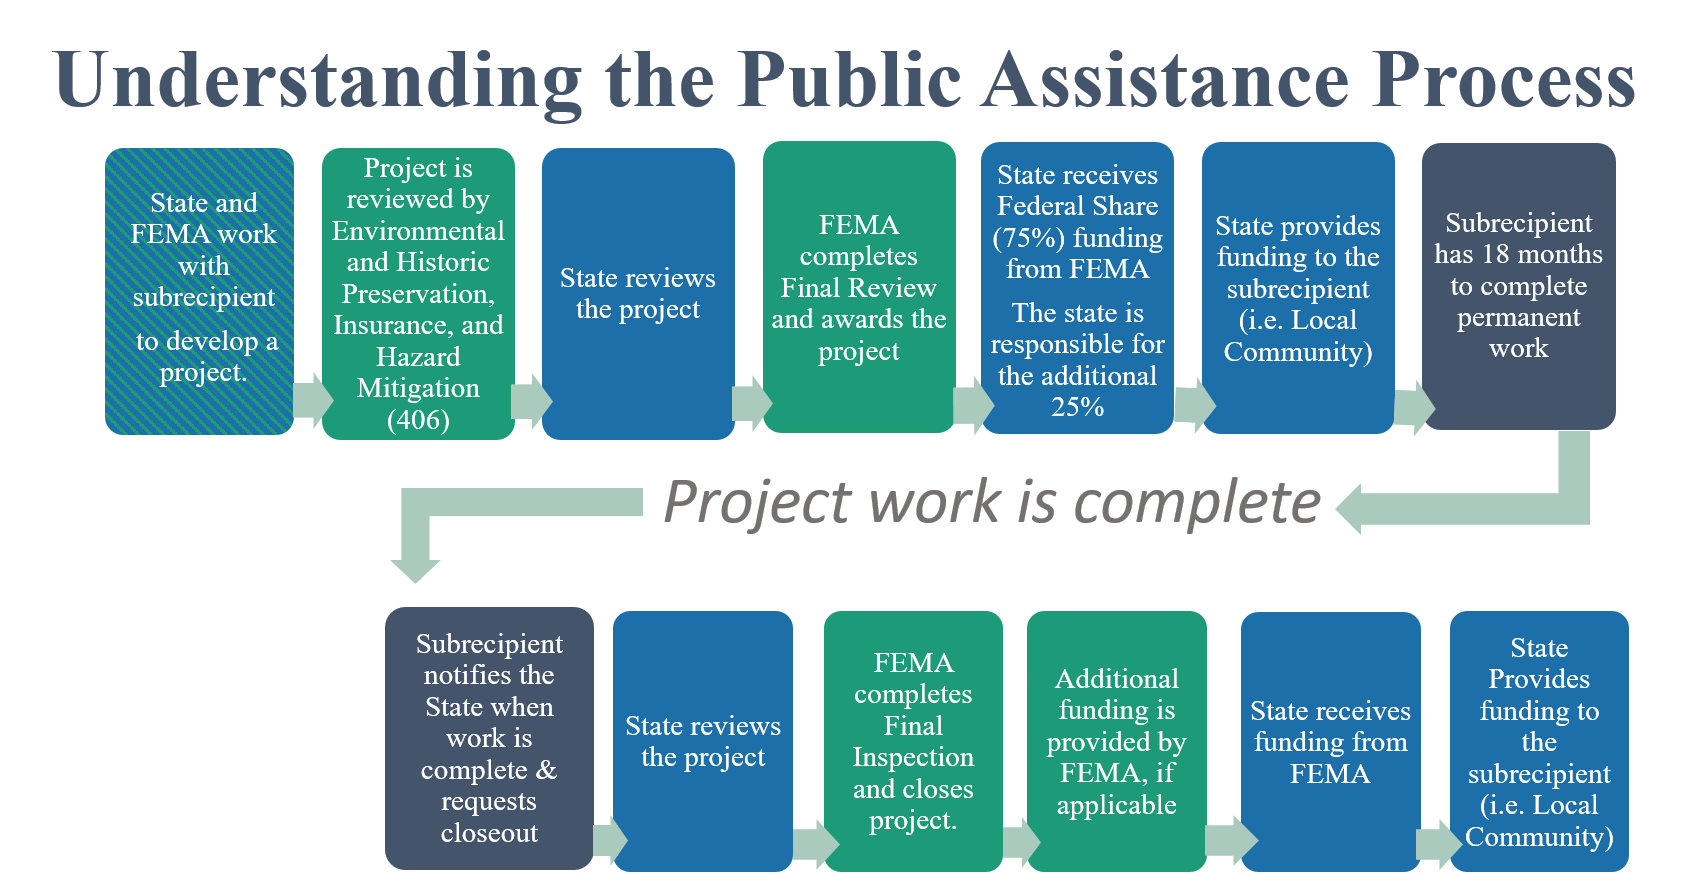 Understanding the Public Assistance Process
State and
FEMA work
with
subrecipient
to develop a
project.
Project is
reviewed by
Environmental
and Historic
Preservation,
Insurance, and
Hazard
Mitigation
(406)
State reviews
the project
FEMA
completes
Final Review
and awards the
project
State receives
Federal Share
(75%) funding
from FEMA
The state is
responsible for
the additional
25%
State provides
funding to the
subrecipient
(i.e. Local
Community)
Subrecipient
has 18 months
to complete
permanent
work
Project work is complete
Subrecipient
notifies the
State when
work is
complete &
requests
closeout
State reviews
the project
FEMA
completes
Final
Inspection
and closes
project.
Additional
funding is
provided by
FEMA, if
applicable
State receives
funding from
FEMA
State
Provides
funding to
the
subrecipient
(i.e. Local
Community)